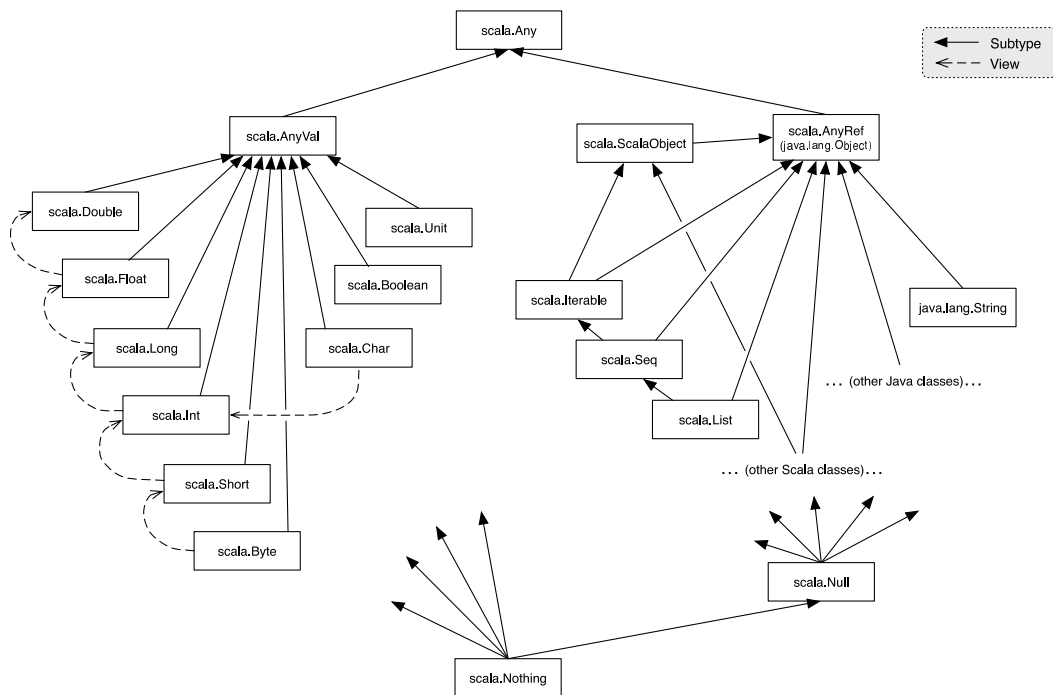 scala.Any
Subtype
View
scala.AnyVal
scala.ScalaObject
scala.AnyRef
(java.lang.Object)
scala.Double
scala.Unit
scala.Float
scala.Boolean
scala.Iterable
java.lang.String
scala.Long
scala.Char
scala.Seq
... (other Java classes)...
scala.Int
scala.List
scala.Short
... (other Scala classes)...
scala.Byte
scala.Null
scala.Nothing